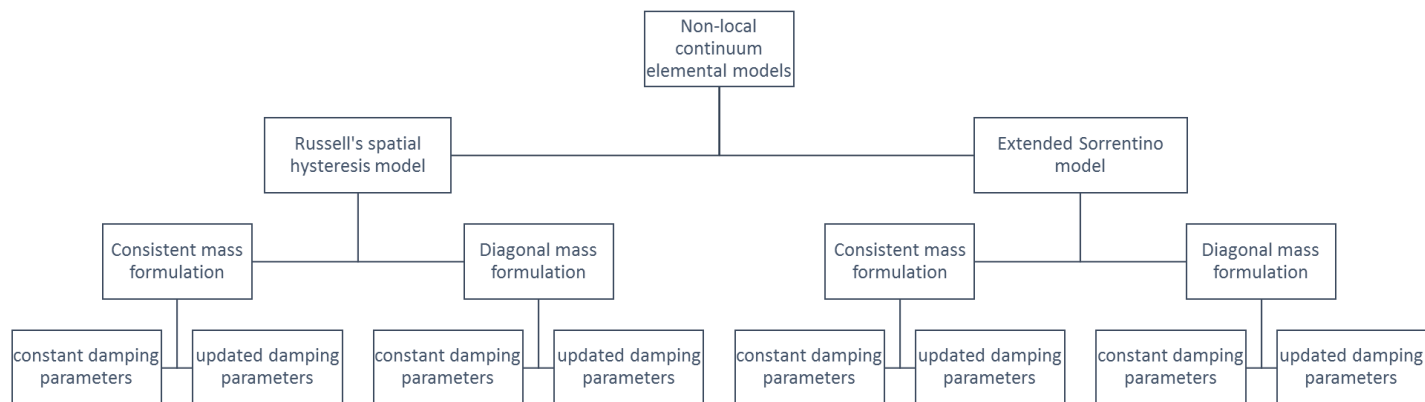 Non-local
continuum
elemental models
Russell's spatial
hysteresis model
Extended Sorrentino
model
Consistent mass
formulation
Diagonal mass
formulation
Consistent mass
formulation
Diagonal mass
formulation
constant damping
parameters
updated damping
parameters
constant damping
parameters
updated damping
parameters
constant damping
parameters
updated damping
parameters
constant damping
parameters
updated damping
parameters